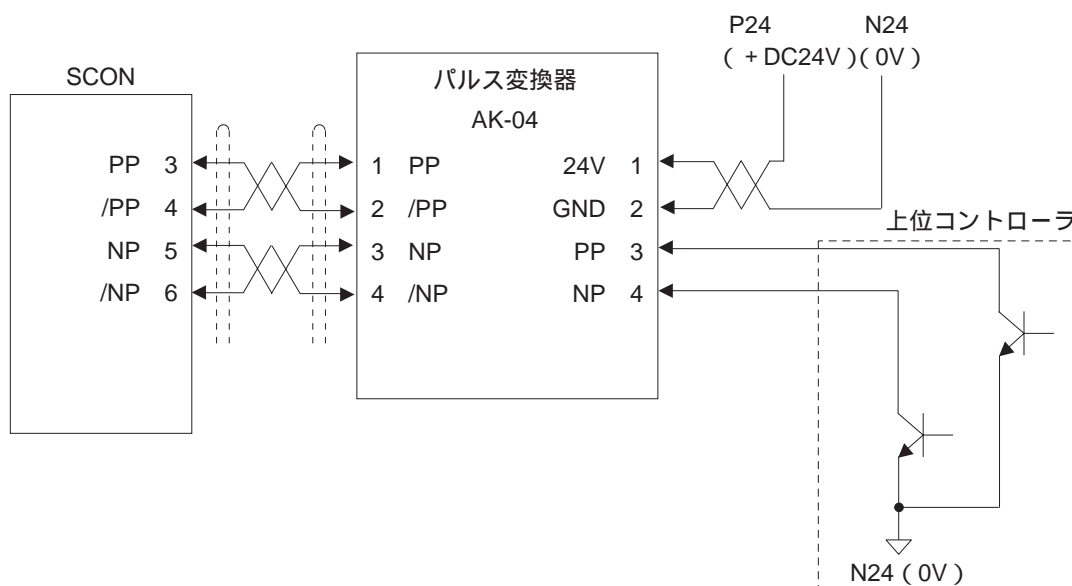 P24
N24
( + DC24V )
( 0V )
SCON
パルス変換器
AK-04
PP 3
/PP 4
NP 5
/NP 6
1 PP
2 /PP
3 NP
4 /NP
24V 1
GND 2
PP 3
NP 4
上位コントローラ
N24 ( 0V )